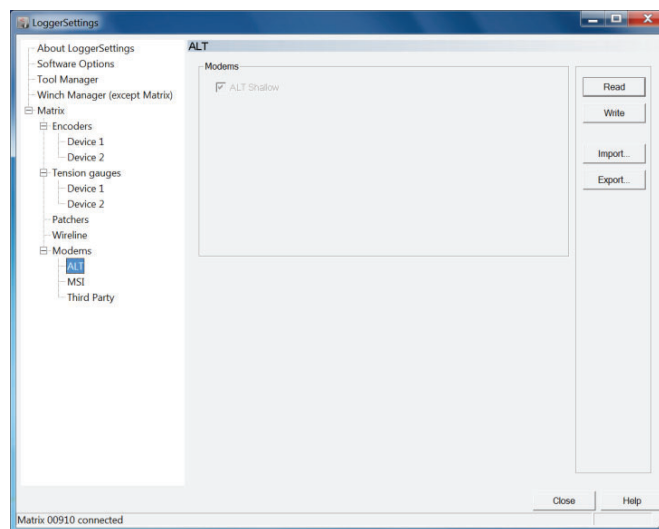 LoggerSettings
About LoggerSettings
Software Options
Tool Manager
Winch Manager (except Matrix)
Matrix
Encoders
Device 1
Device 2
Tension gauges
Device 1
Device 2
Patchers
Wireline
Modems
ALT
MSI
Third Party
ALT
Modems
ALT Shallow
Read
Write
Import...
Export...
Close
Help
Matrix 00910 connected